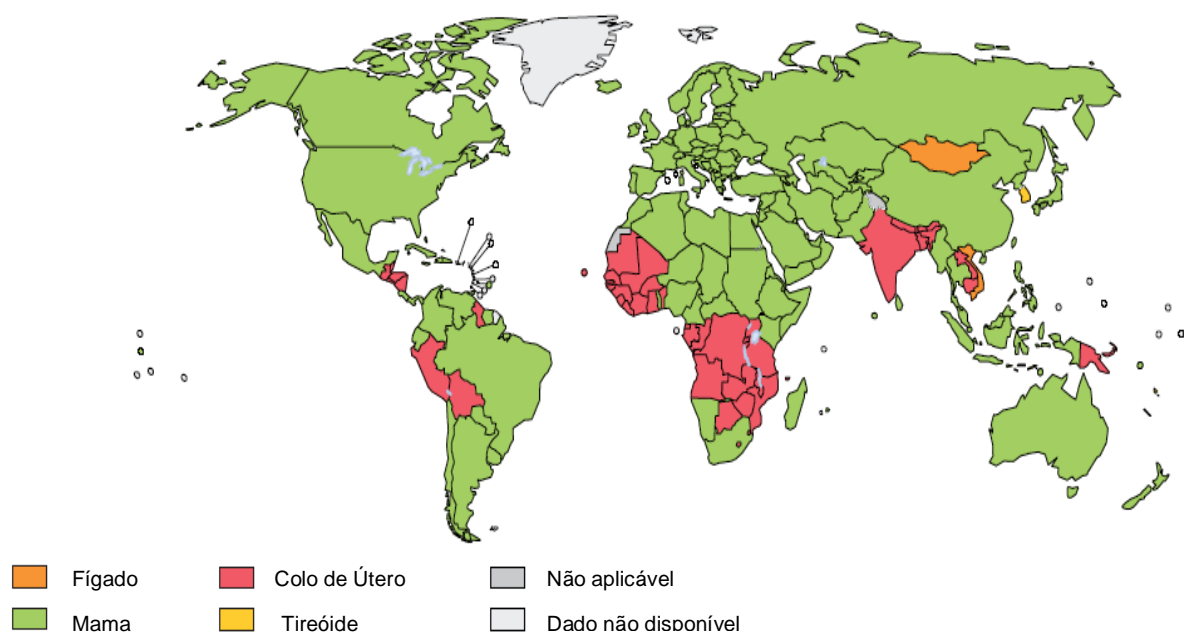 Fígado
Colo de Útero
Não aplicável
Mama
Tireóide
Dado não disponível